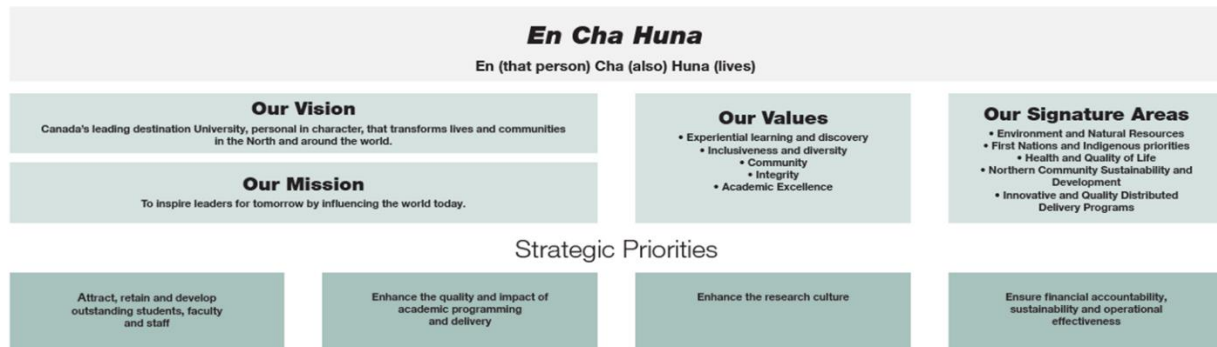 En Cha Huna
En (that person) Cha (also) Huna (lives)
Our Vision
Canada's leading destination University, personal in character, that transforms lives and communities
in the North and around the world.
Our Mission
To inspire leaders for tomorrow by influencing the world today.
Our Values
• Experiential learning and discovery
• Inclusiveness and diversity
• Community
• Integrity
• Academic Excellence
Our Signature Areas
• Environment and Natural Resources
• First Nations and Indigenous priorities
• Health and Quality of Life
• Northern Community Sustainability and
Development
• Innovative and Quality Distributed
Delivery Programs
Strategic Priorities
Attract, retain and develop
outstanding students, faculty
and staff
Enhance the quality and impact of
academic programming
and delivery
Enhance the research culture
Ensure financial accountability,
sustainability and operational
effectiveness